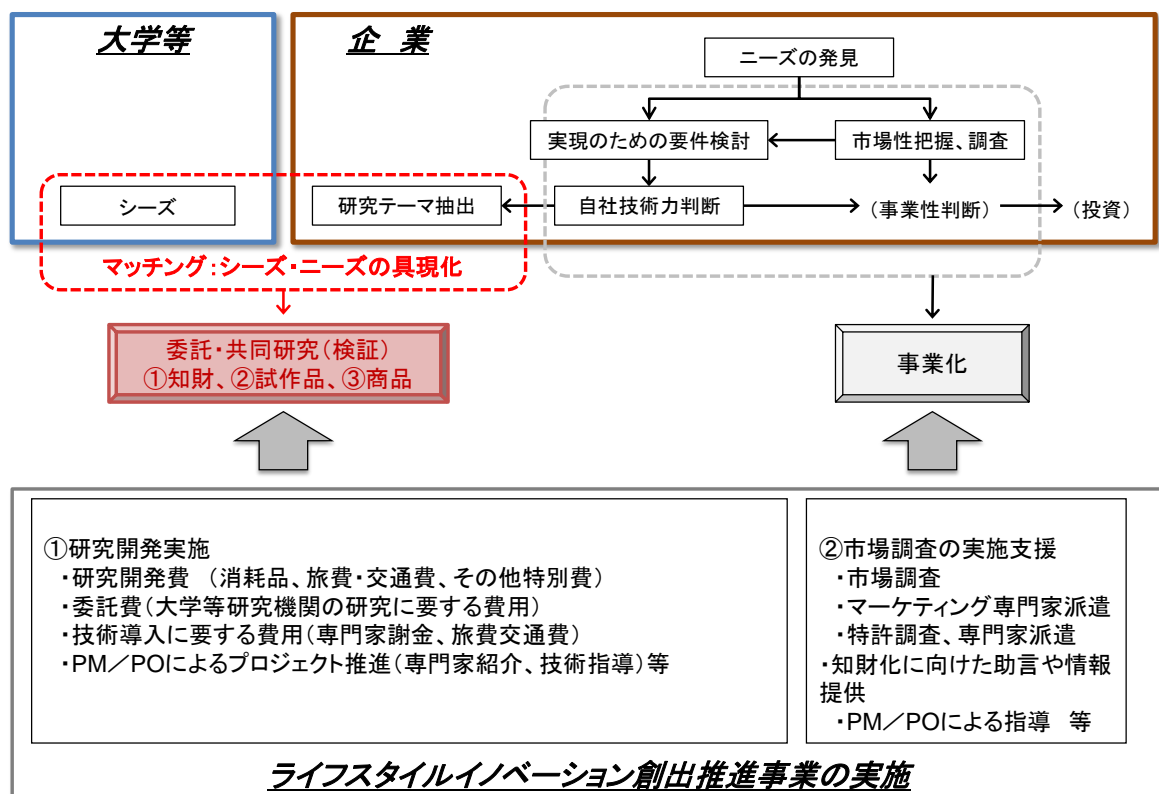 大学等
企 業
ニーズの発見
実現のための要件検討
市場性把握、調査
シーズ
研究テーマ抽出
自社技術力判断
(事業性判断)
(投資)
マッチング:シーズ・ニーズの具現化
委託・共同研究(検証)
①知財、②試作品、③商品
事業化
①研究開発実施
・研究開発費 (消耗品、旅費・交通費、その他特別費)
・委託費(大学等研究機関の研究に要する費用)
・技術導入に要する費用(専門家謝金、旅費交通費)
・PM/POによるプロジェクト推進(専門家紹介、技術指導)等
②市場調査の実施支援
・市場調査
・マーケティング専門家派遣
・特許調査、専門家派遣
・知財化に向けた助言や情報
提供
・PM/POによる指導 等
ライフスタイルイノベーション創出推進事業の実施